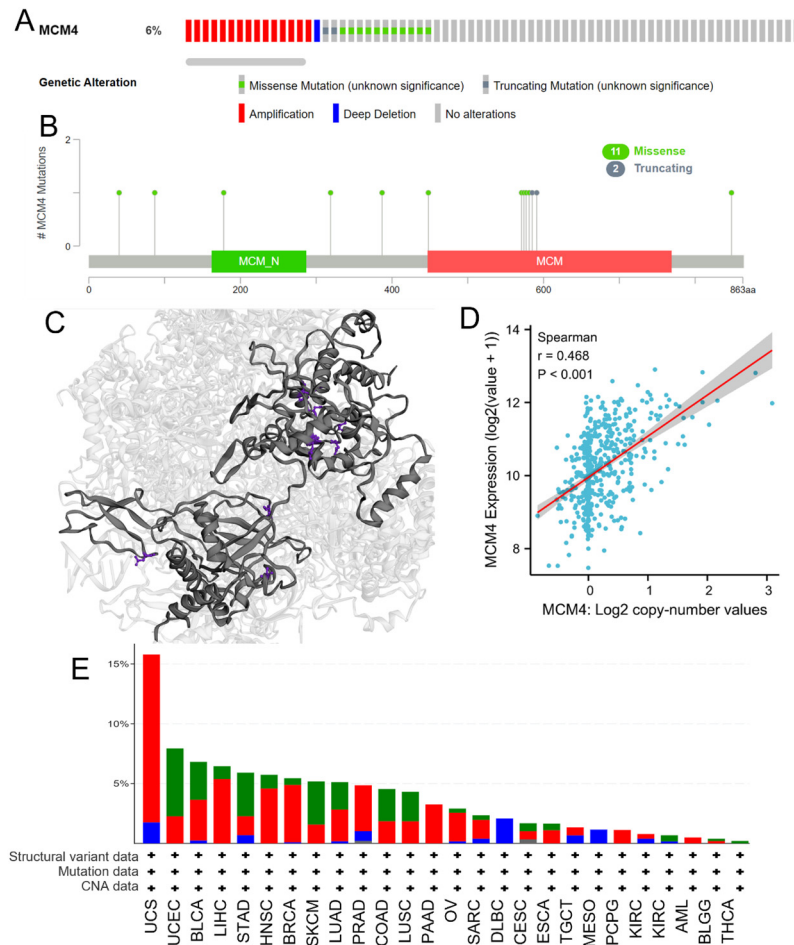 A
MCM4 6%
Genetic Alteration
Missense Mutation (unknown significance) Truncating Mutation (unknown significance)
Amplification Deep Deletion No alterations
B
# MCM4 Mutations
2
0
11 Missense
2 Truncating
MCM_N MCM
0 200 400 600 863aa
C
D
MCM4 Expression (log2(value + 1))
14
12
10
8
Spearman
r = 0.468
P < 0.001
0 1 2 3
MCM4: Log2 copy-number values
E
15%
10%
5%
Structural variant data + + + + + + + + + + + + + + + + + + + + + + + + +
Mutation data + + + + + + + + + + + + + + + + + + + + + + + + +
CNA data + + + + + + + + + + + + + + + + + + + + + + + + +
UCS UCEC BLCA LIHC STAD HNSC BRCA SKCM LUAD PRAD COAD LUSC PAAD OV SARC DLBC CESC ESCA TGCT MESO PCPG KIRC KIRC AML BLGG THCA